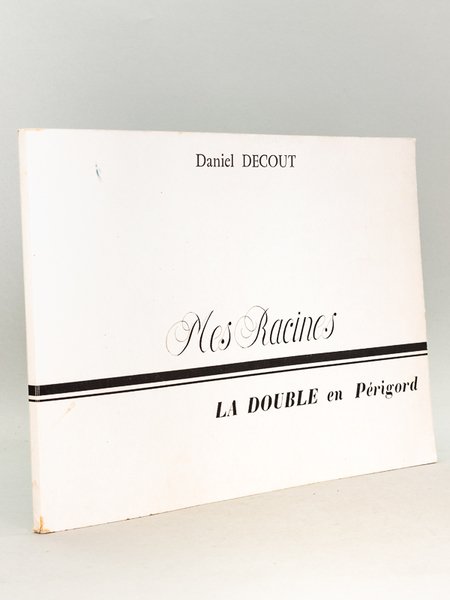 Daniel DECOUT
Mes Racines
LA DOUBLE en Périgord